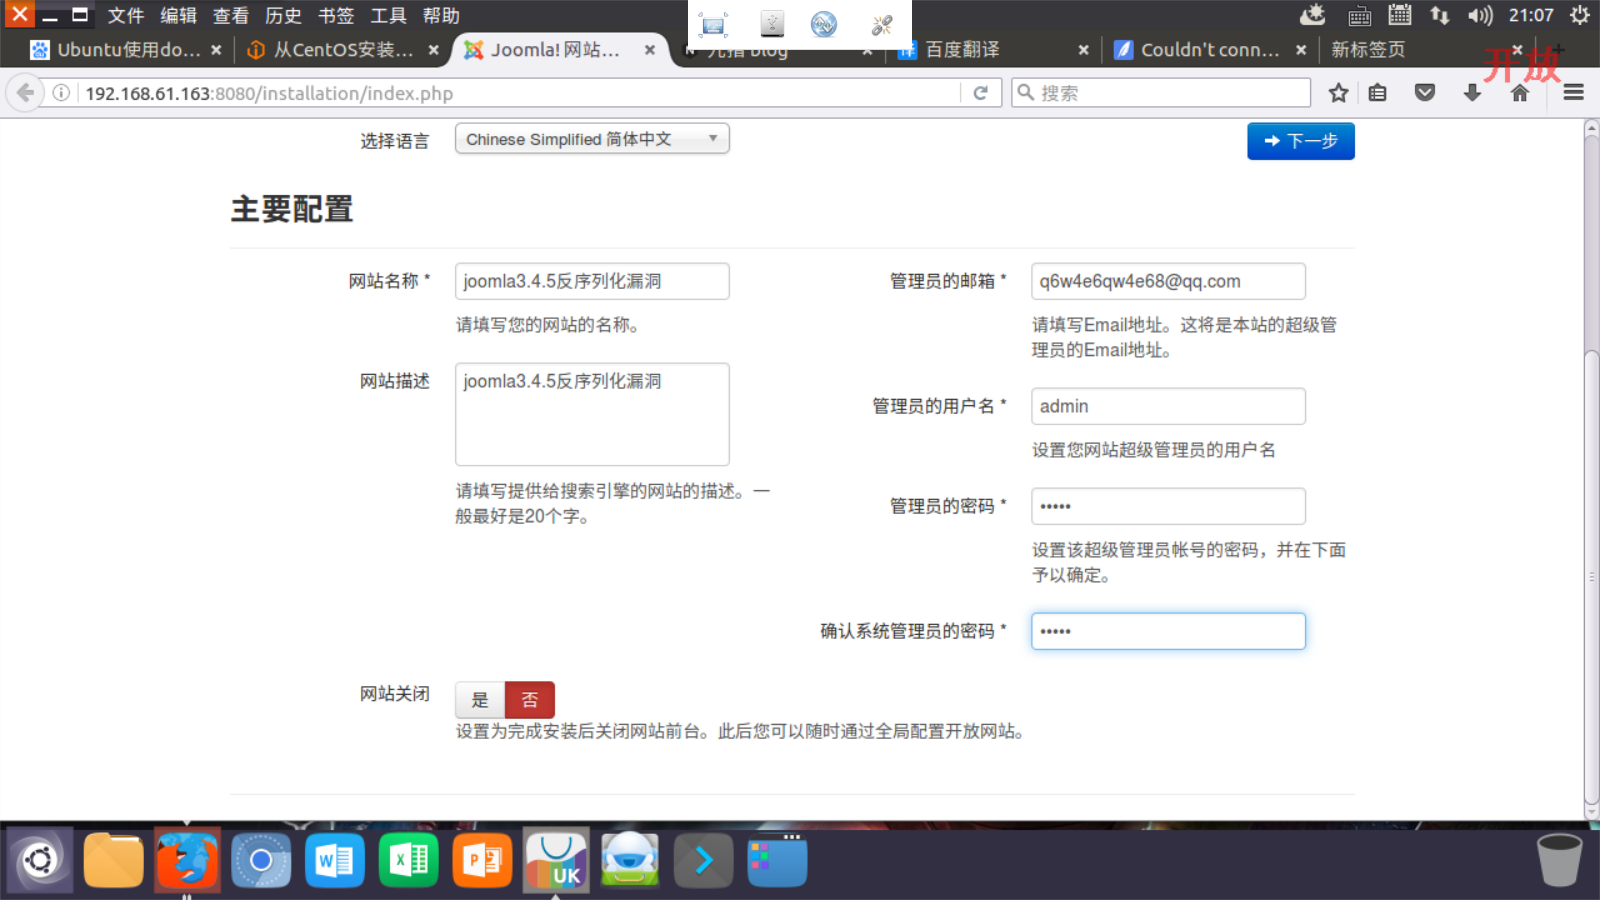 文件 编辑 查看 历史 书签 工具 帮助
21:07
Ubuntu使用do...
从CentOS安装...
Joomla! 网站...
百度翻译
Couldn't conn...
新标签页
开放
192.168.61.163:8080/installation/index.php
搜索
选择语言
Chinese Simplified 简体中文
下一步
主要配置
网站名称 *
joomla3.4.5反序列化漏洞
请填写您的网站的名称。
网站描述
joomla3.4.5反序列化漏洞
请填写提供给搜索引擎的网站的描述。一
般最好是20个字。
管理员的邮箱 *
q6w4e6qw4e68@qq.com
请填写Email地址。这将是本站的超级管
理员的Email地址。
管理员的用户名 *
admin
设置您网站超级管理员的用户名
管理员的密码 *
•••••
设置该超级管理员帐号的密码，并在下面
予以确定。
确认系统管理员的密码 *
•••••
网站关闭
是 否
设置为完成安装后关闭网站前台。此后您可以随时通过全局配置开放网站。
W
X
P
UK